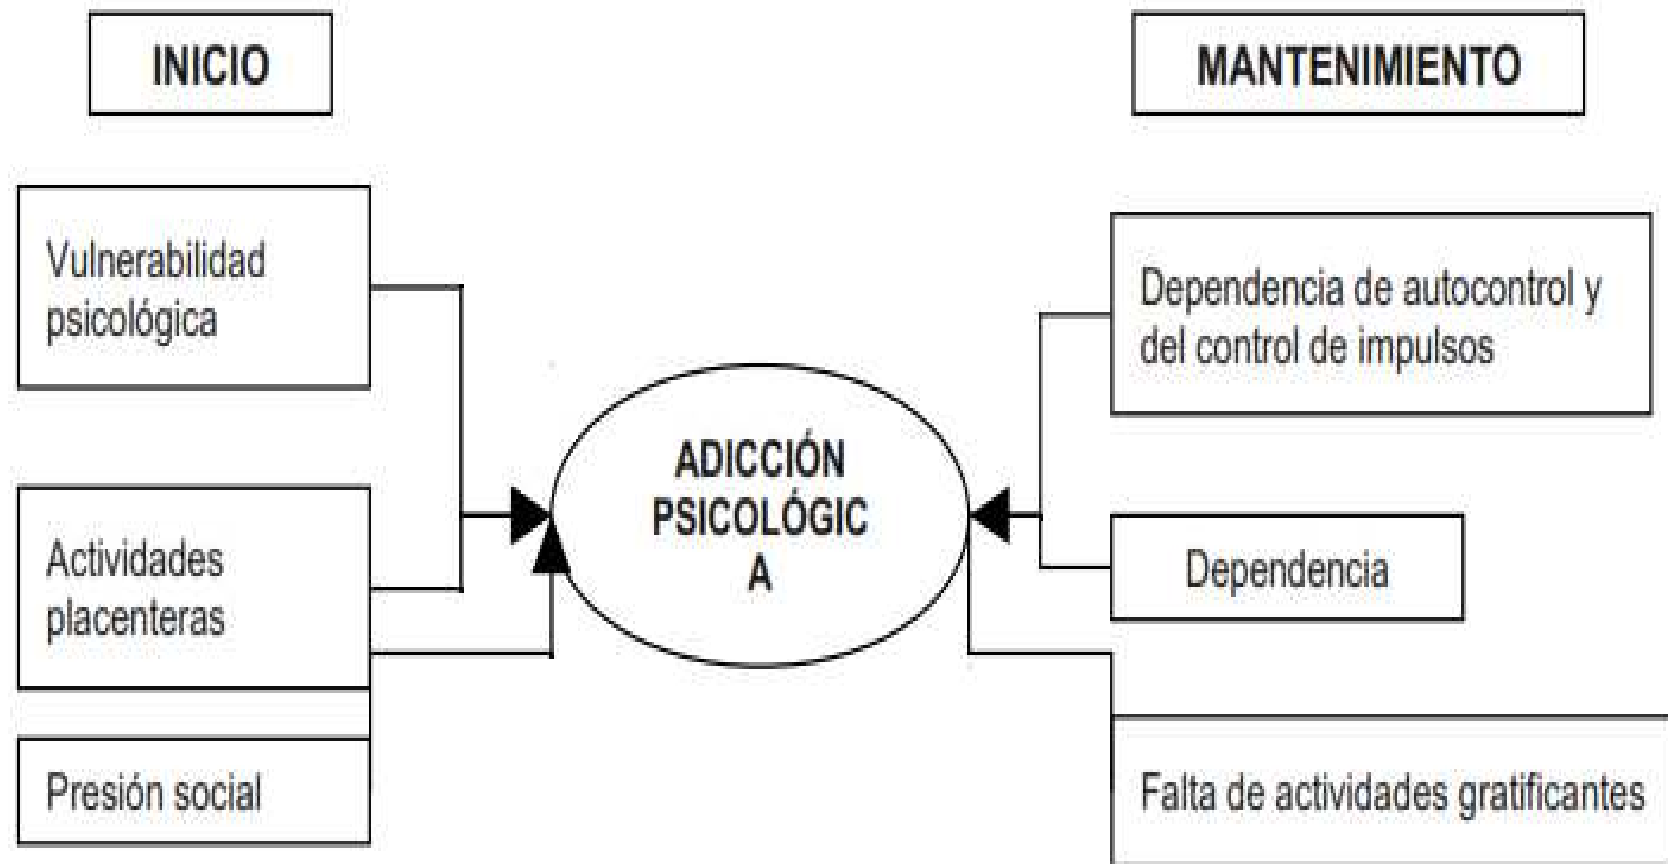 INICIO
MANTENIMIENTO
Vulnerabilidad
psicológica
Actividades
placenteras
Presión social
ADICCIÓN
PSICOLÓGIC
A
Dependencia de autocontrol y
del control de impulsos
Dependencia
Falta de actividades gratificantes